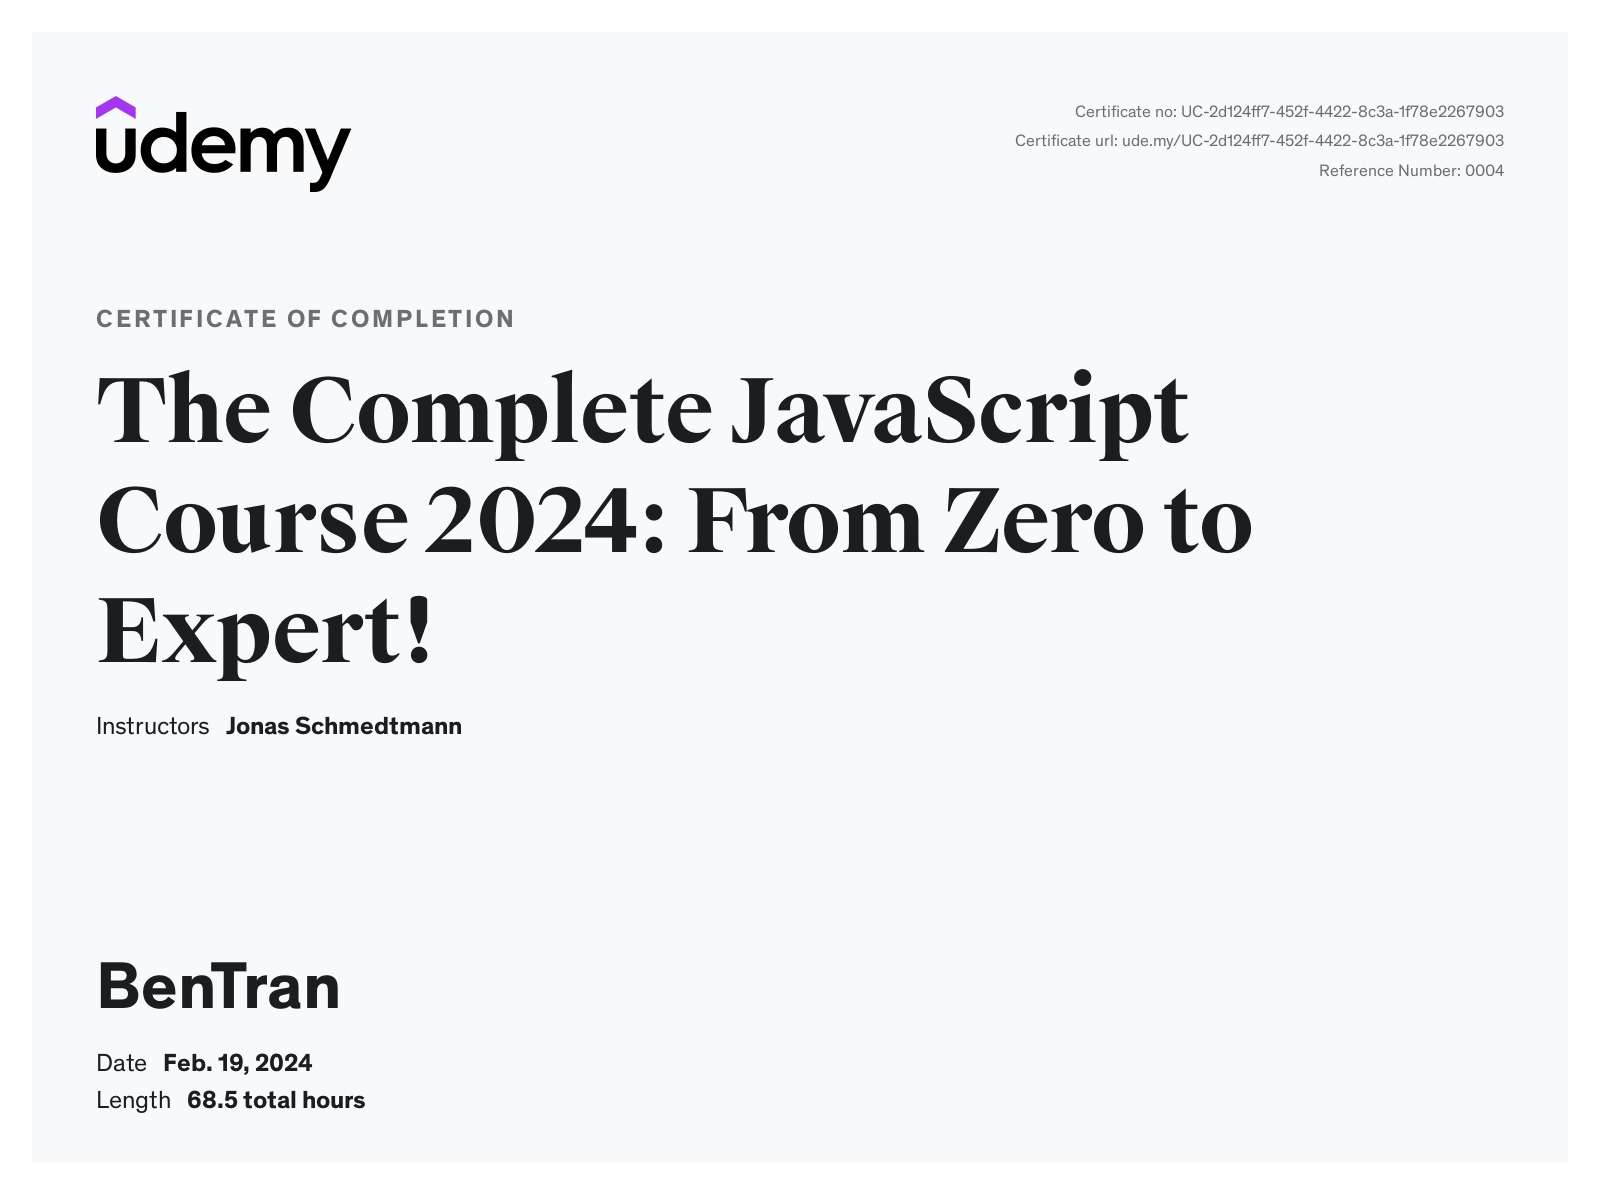 udemy
Certificate no: UC-2d124ff7-452f-4422-8c3a-1f78e2267903
Certificate url: ude.my/UC-2d124ff7-452f-4422-8c3a-1f78e2267903
Reference Number: 0004
CERTIFICATE OF COMPLETION
The Complete JavaScript
Course 2024: From Zero to
Expert!
Instructors Jonas Schmedtmann
BenTran
Date Feb. 19, 2024
Length 68.5 total hours